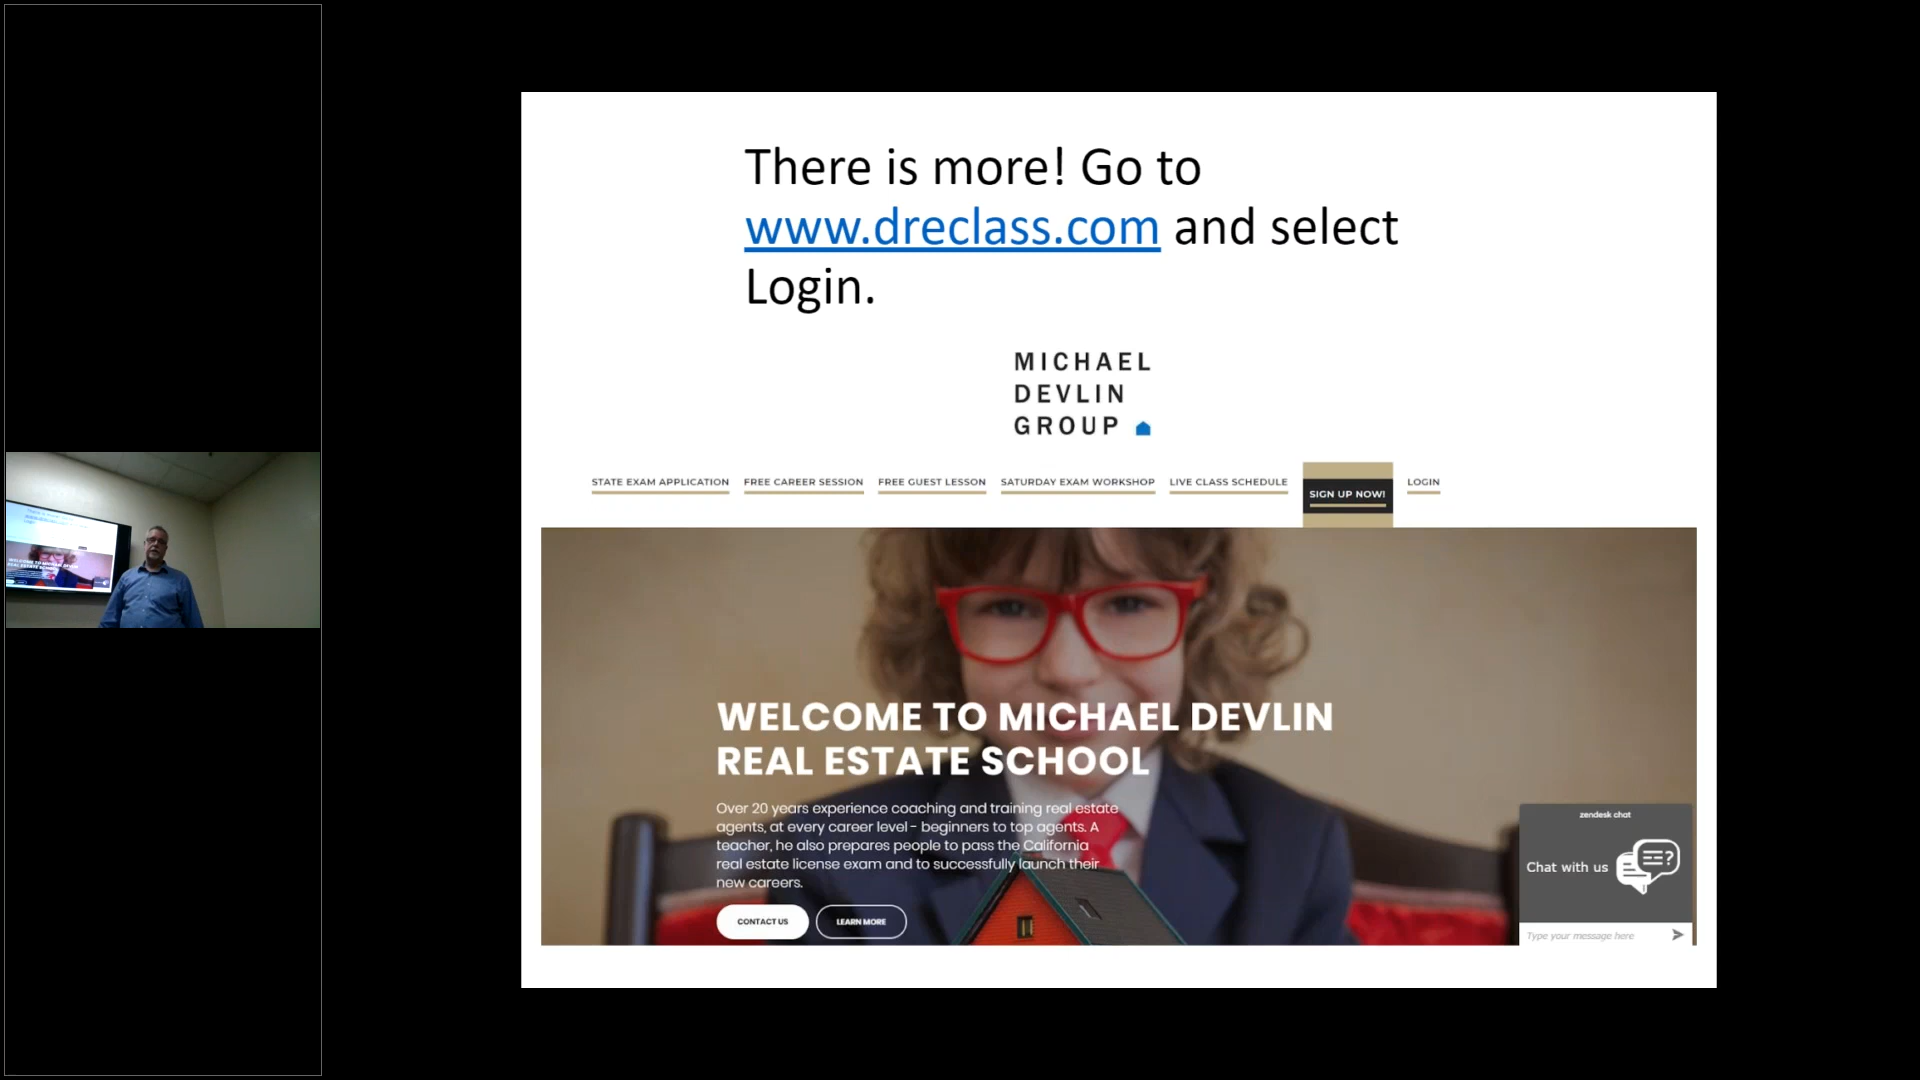 There is more! Go to
www.dreclass.com and select
Login.
MICHAEL
DEVLIN
GROUP
STATE EXAM APPLICATION FREE CAREER SESSION FREE GUEST LESSON SATURDAY EXAM WORKSHOP LIVE CLASS SCHEDULE SIGN UP NOW! LOGIN
WELCOME TO MICHAEL DEVLIN
REAL ESTATE SCHOOL
Over 20 years experience coaching and training real estate
agents, at every career level - beginners to top agents. A
teacher, he also prepares people to pass the California
real estate license exam and to successfully launch their
new careers.
CONTACT US LEARN MORE
zendesk chat
Chat with us
Type your message here